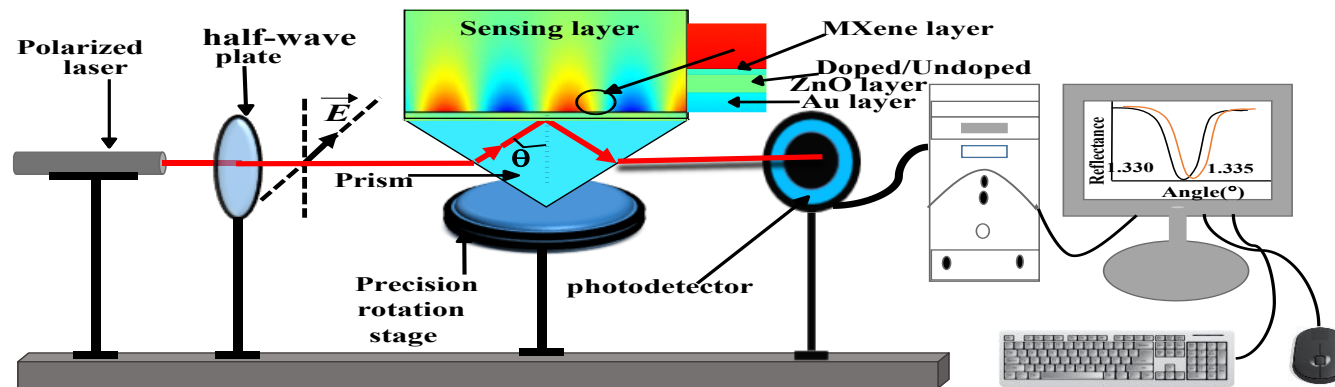 Polarized
laser
half-wave
plate
E
Sensing layer
MXene layer
Doped/Undoped
ZnO layer
Au layer
θ
Prism
Precision
rotation
stage
photodetector
Reflectance
1.330
1.335
Angle(°)